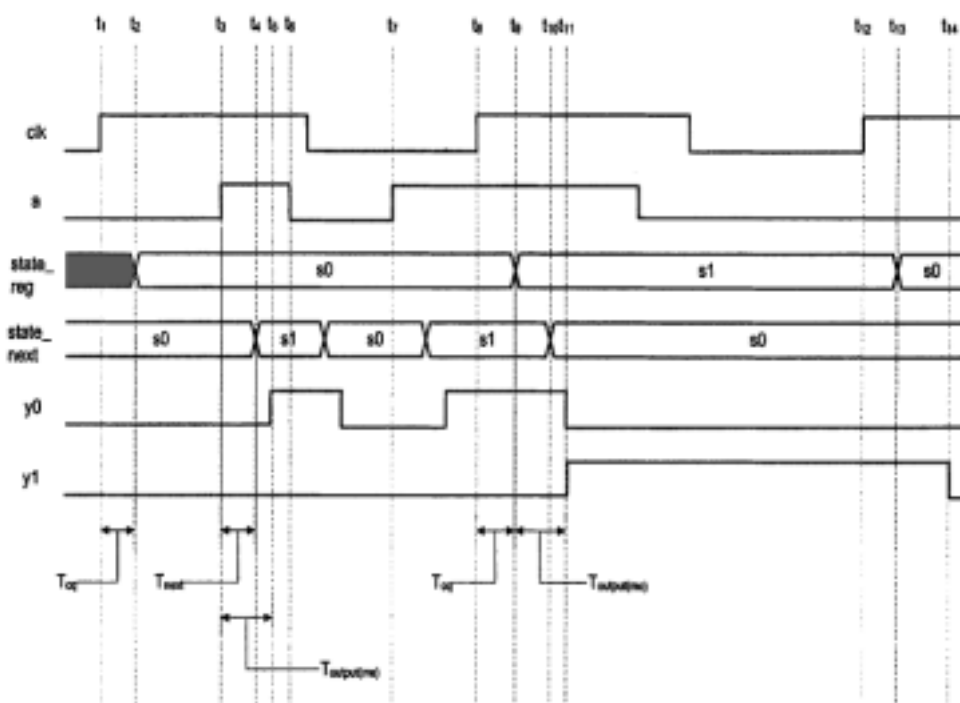 t1 t2 t3 t4 t5 t6 t7 t8 t9 t10 t11 t12 t13 t14
clk
a
state_
reg
s0
s1
s0
state_
next
s0
s1
s0
s1
s0
y0
y1
Tcq
Tnext
Tcq
Toutput(mo)
Toutput(me)